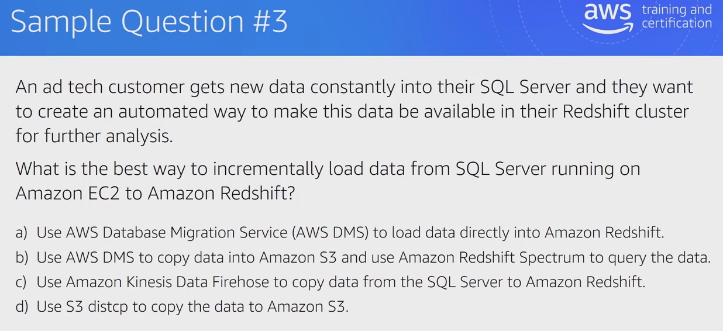 Sample Question #3
aws training and
certification
An ad tech customer gets new data constantly into their SQL Server and they want
to create an automated way to make this data be available in their Redshift cluster
for further analysis.
What is the best way to incrementally load data from SQL Server running on
Amazon EC2 to Amazon Redshift?
a) Use AWS Database Migration Service (AWS DMS) to load data directly into Amazon Redshift.
b) Use AWS DMS to copy data into Amazon S3 and use Amazon Redshift Spectrum to query the data.
c) Use Amazon Kinesis Data Firehose to copy data from the SQL Server to Amazon Redshift.
d) Use S3 distcp to copy the data to Amazon S3.